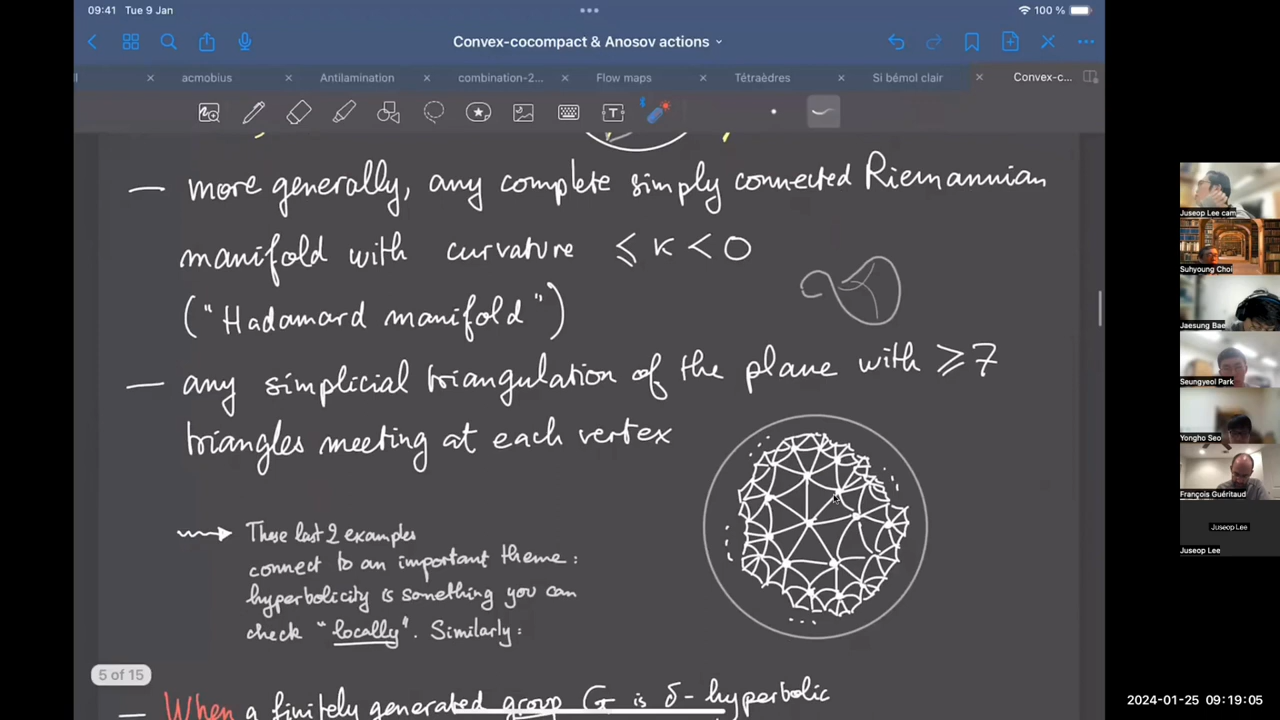 09:41 Tue 9 Jan
100 %
Convex-cocompact & Anosov actions
acmobius
Antilamination
combination-2...
Flow maps
Tétraèdres
Si bémol clair
Convex-c...
— more generally, any complete simply connected Riemannian
manifold with curvature ≤ κ < 0
("Hadamard manifold")
— any simplicial triangulation of the plane with ≥ 7
triangles meeting at each vertex
These last 2 examples
connect to an important theme:
hyperbolicity is something you can
check "locally". Similarly:
5 of 15
— When a finitely generated group G is δ-hyperbolic
Juseop Lee cam
Suhyoung Choi
Jaesung Bae
Seungyeol Park
Yongho Seo
François Guéritaud
Juseop Lee
Juseop Lee
2024-01-25 09:19:05